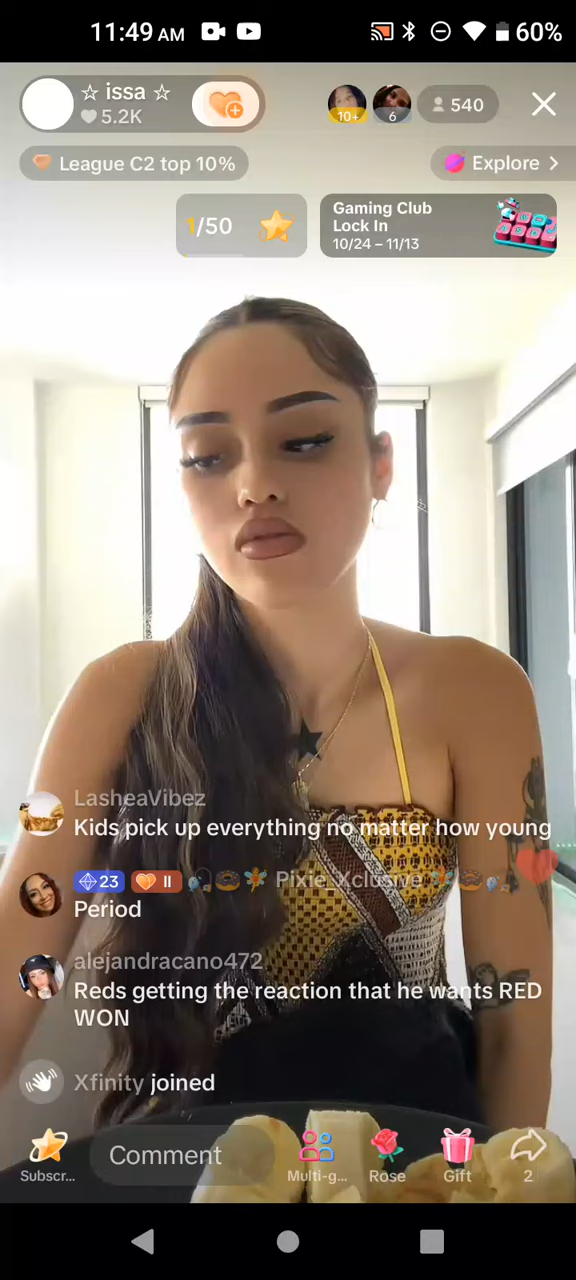 11:49 AM
60%
☆ issa ☆
5.2K
10+
6
540
League C2 top 10%
Explore >
1/50
Gaming Club
Lock In
10/24 – 11/13
LasheaVibez
Kids pick up everything no matter how young
23 II Pixie_Xclusive
Period
alejandracano472
Reds getting the reaction that he wants RED
WON
Xfinity joined
Comment
Subscr...
Multi-g...
Rose
Gift
2